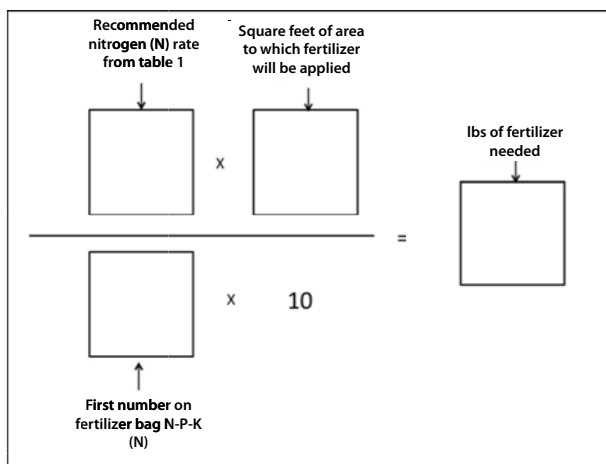 Recommended
nitrogen (N) rate
from table 1
Square feet of area
to which fertilizer
will be applied
lbs of fertilizer
needed
x
=
x 10
First number on
fertilizer bag N-P-K
(N)